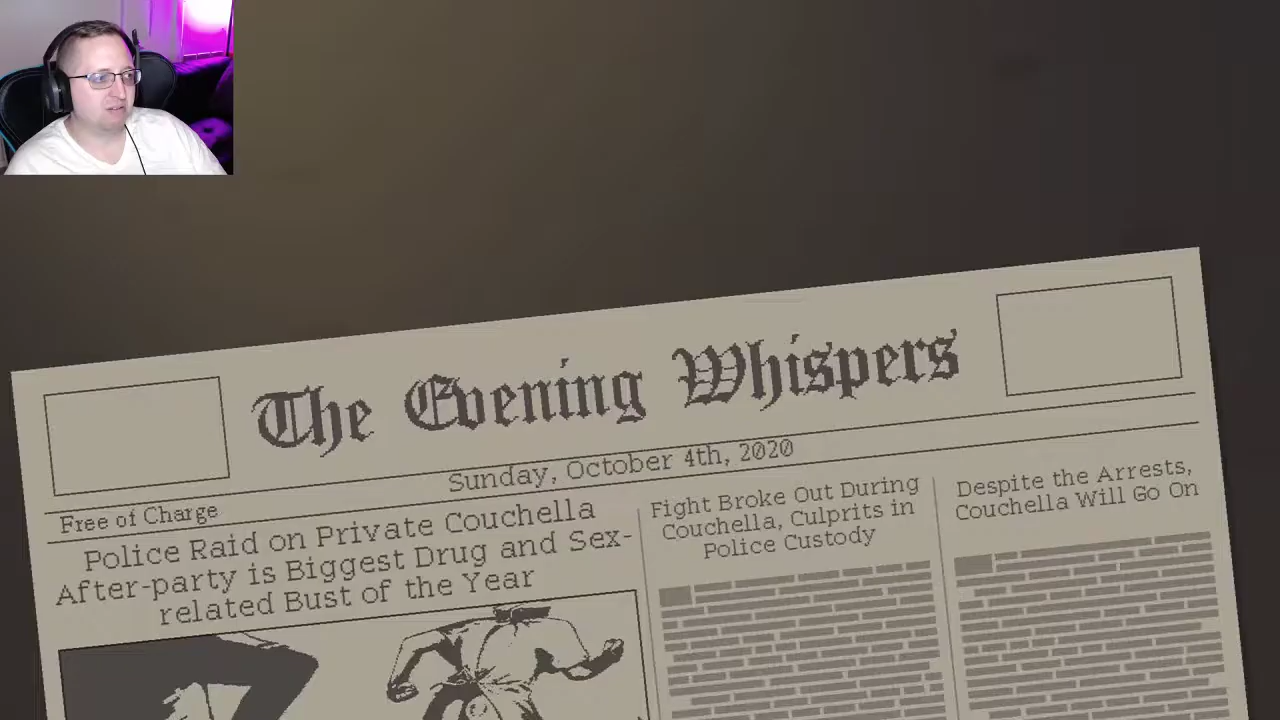 The Evening Whispers
Sunday, October 4th, 2020
Free of Charge
Police Raid on Private Couchella
After-party is Biggest Drug and Sex-
related Bust of the Year
Fight Broke Out During
Couchella, Culprits in
Police Custody
Despite the Arrests,
Couchella Will Go On